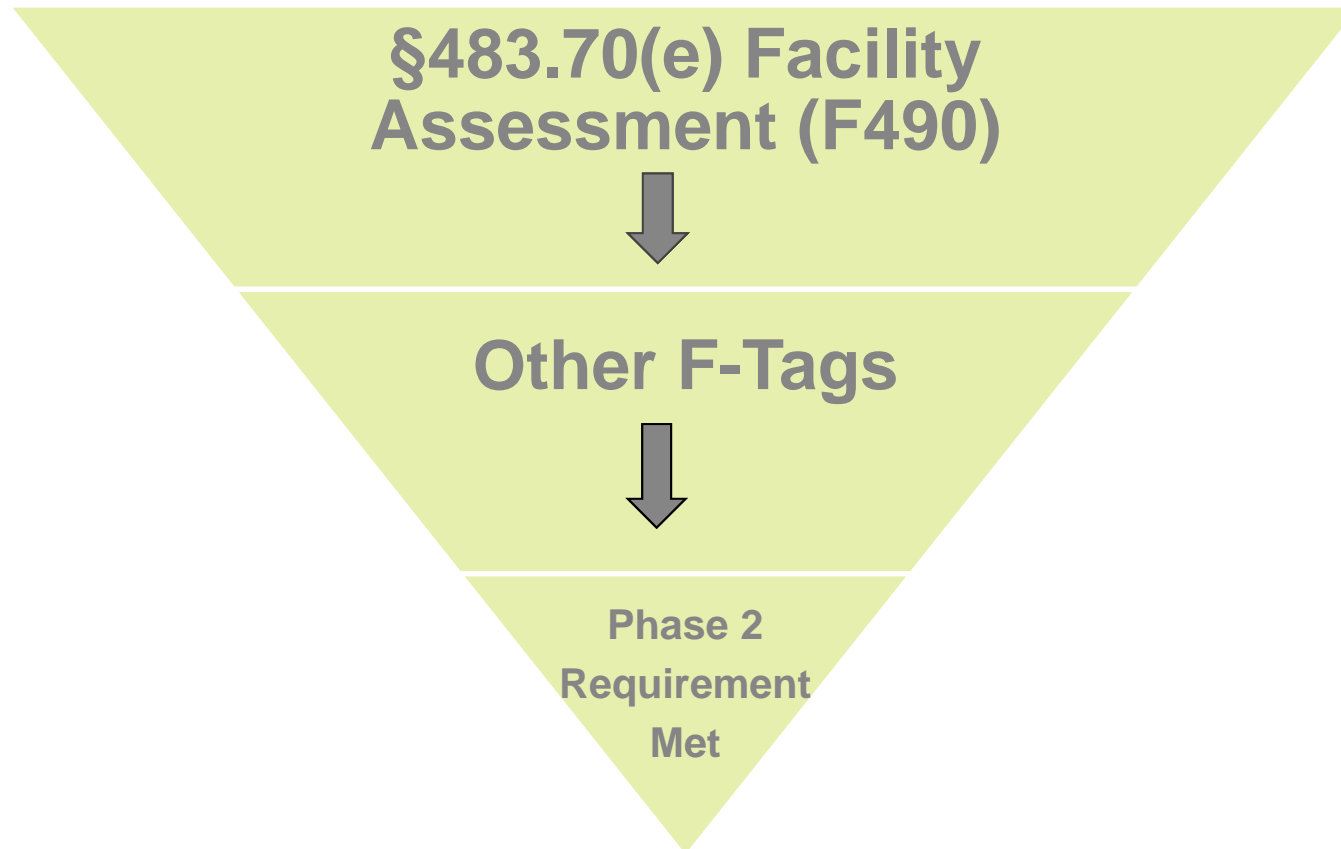 §483.70(e) Facility
Assessment (F490)
Other F-Tags
Phase 2
Requirement
Met